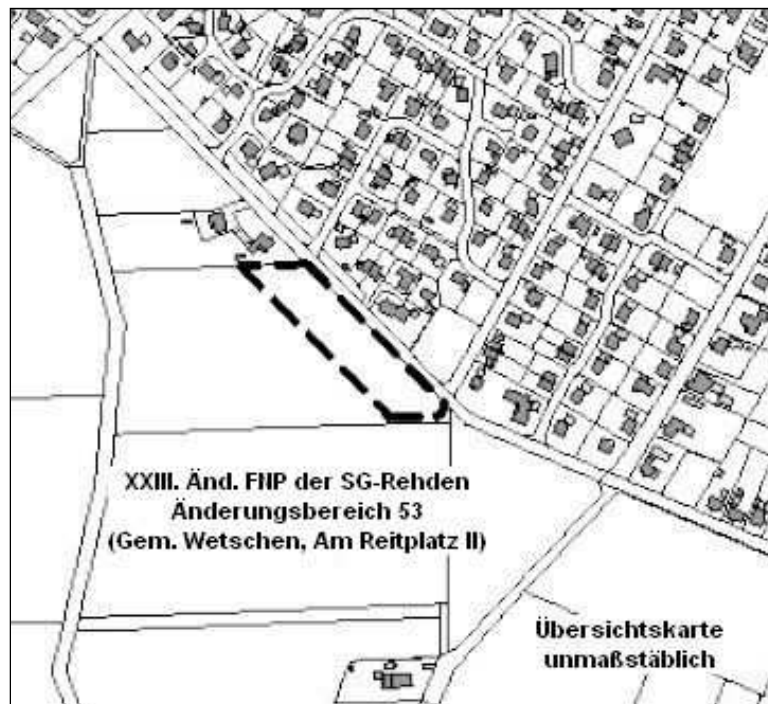 XXIII. Änd. FNP der SG-Rehden
Änderungsbereich 53
(Gem. Wetschen, Am Reitplatz II)
Übersichtskarte
unmaßstäblich